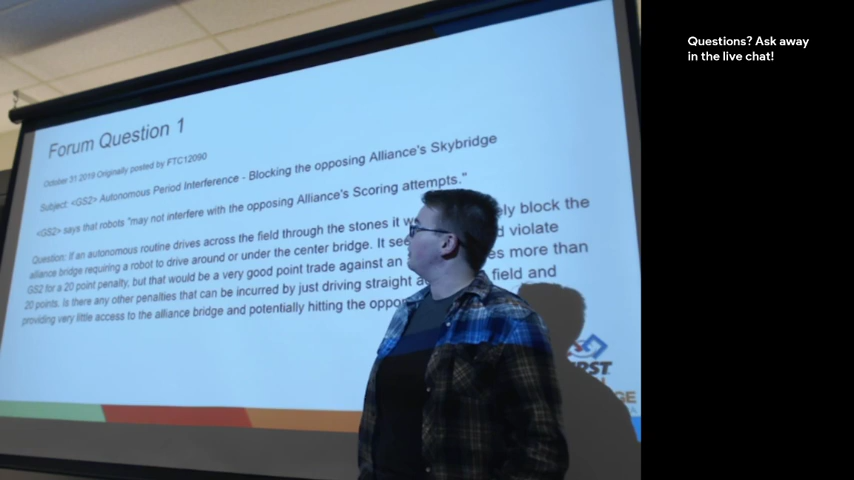 Questions? Ask away
in the live chat!
Forum Question 1
October 31 2019 Originally posted by FTC12090
Subject: <GS2> Autonomous Period Interference - Blocking the opposing Alliance's Skybridge
<GS2> says that robots "may not interfere with the opposing Alliance's Scoring attempts."
Question: If an autonomous routine drives across the field through the stones it ely block the
alliance bridge requiring a robot to drive around or under the center bridge. It see d violate
GS2 for a 20 point penalty, but that would be a very good point trade against an es more than
20 points. Is there any other penalties that can be incurred by just driving straight a field and
providing very little access to the alliance bridge and potentially hitting the oppo
RST
GE